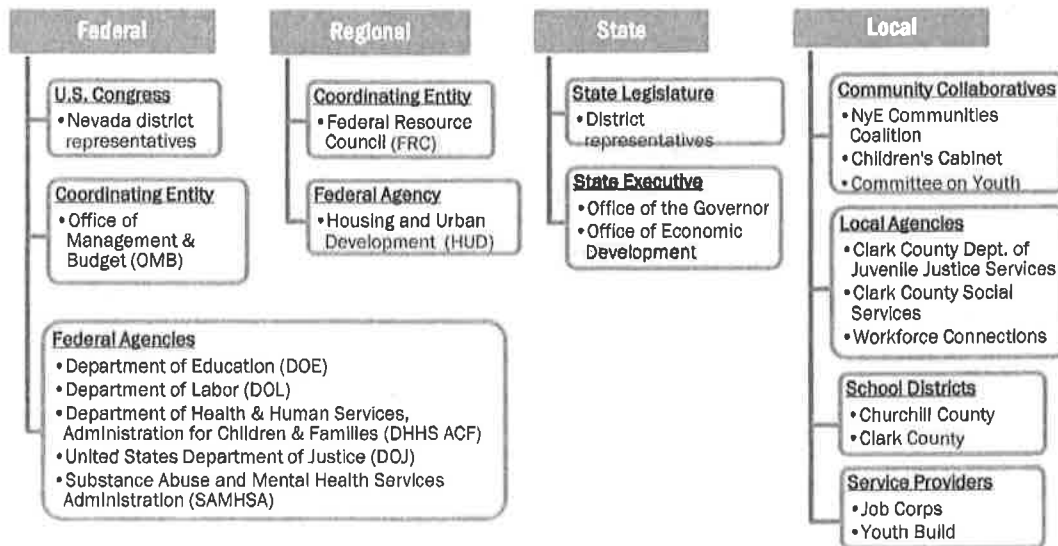 Federal
U.S. Congress
• Nevada district
representatives
Coordinating Entity
• Office of
Management &
Budget (OMB)
Federal Agencies
• Department of Education (DOE)
• Department of Labor (DOL)
• Department of Health & Human Services,
Administration for Children & Families (DHHS ACF)
• United States Department of Justice (DOJ)
• Substance Abuse and Mental Health Services
Administration (SAMHSA)
Regional
Coordinating Entity
• Federal Resource
Council (FRC)
Federal Agency
• Housing and Urban
Development (HUD)
State
State Legislature
• District
representatives
State Executive
• Office of the Governor
• Office of Economic
Development
Local
Community Collaboratives
• NyE Communities
Coalition
• Children's Cabinet
• Committee on Youth
Local Agencies
• Clark County Dept. of
Juvenile Justice Services
• Clark County Social
Services
• Workforce Connections
School Districts
• Churchill County
• Clark County
Service Providers
• Job Corps
• Youth Build